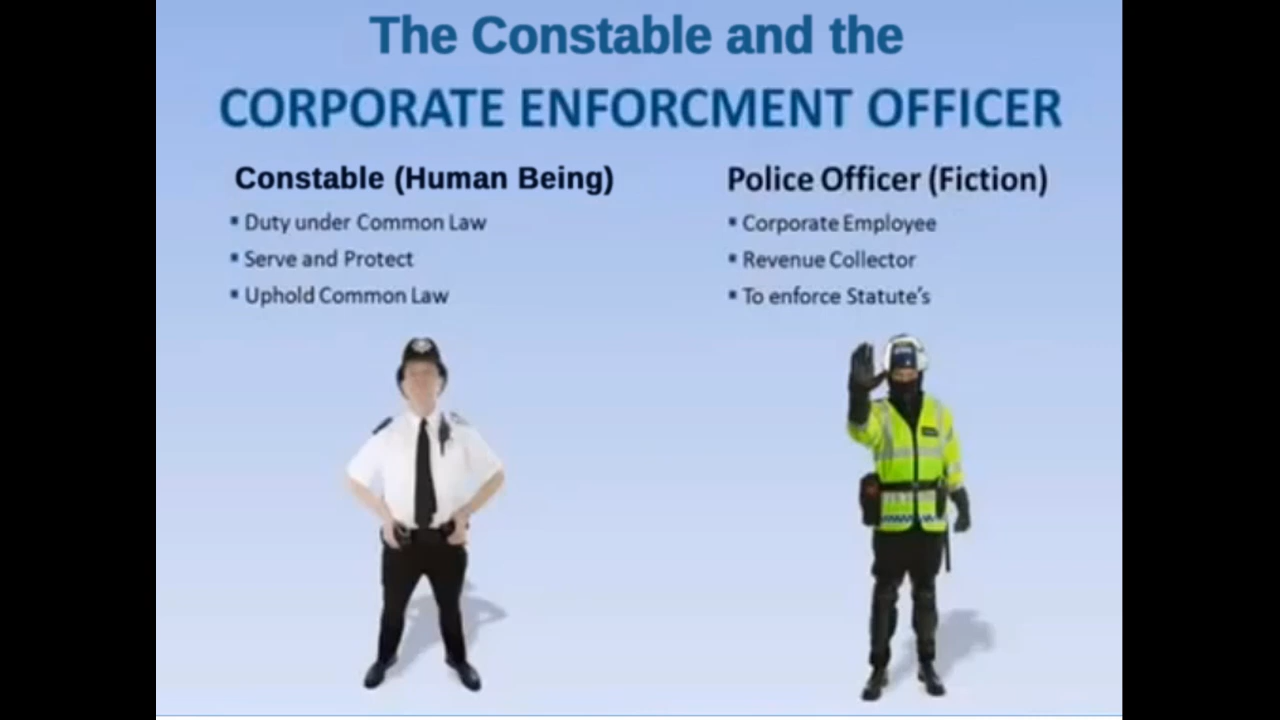 The Constable and the
CORPORATE ENFORCMENT OFFICER
Constable (Human Being)
▪ Duty under Common Law
▪ Serve and Protect
▪ Uphold Common Law
Police Officer (Fiction)
▪ Corporate Employee
▪ Revenue Collector
▪ To enforce Statute's